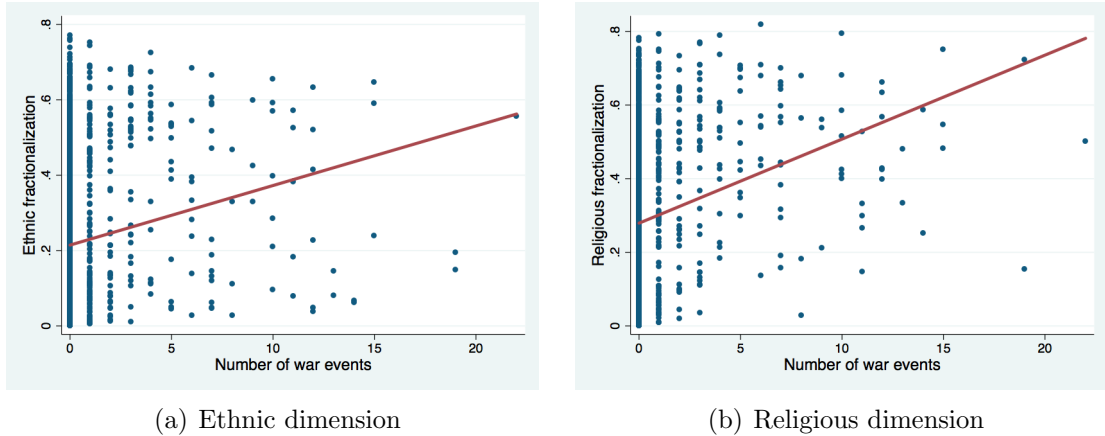 Ethnic fractionalization
.8
.6
.4
.2
0
0 5 10 15 20
Number of war events
(a) Ethnic dimension
Religious fractionalization
.8
.6
.4
.2
0
0 5 10 15 20
Number of war events
(b) Religious dimension